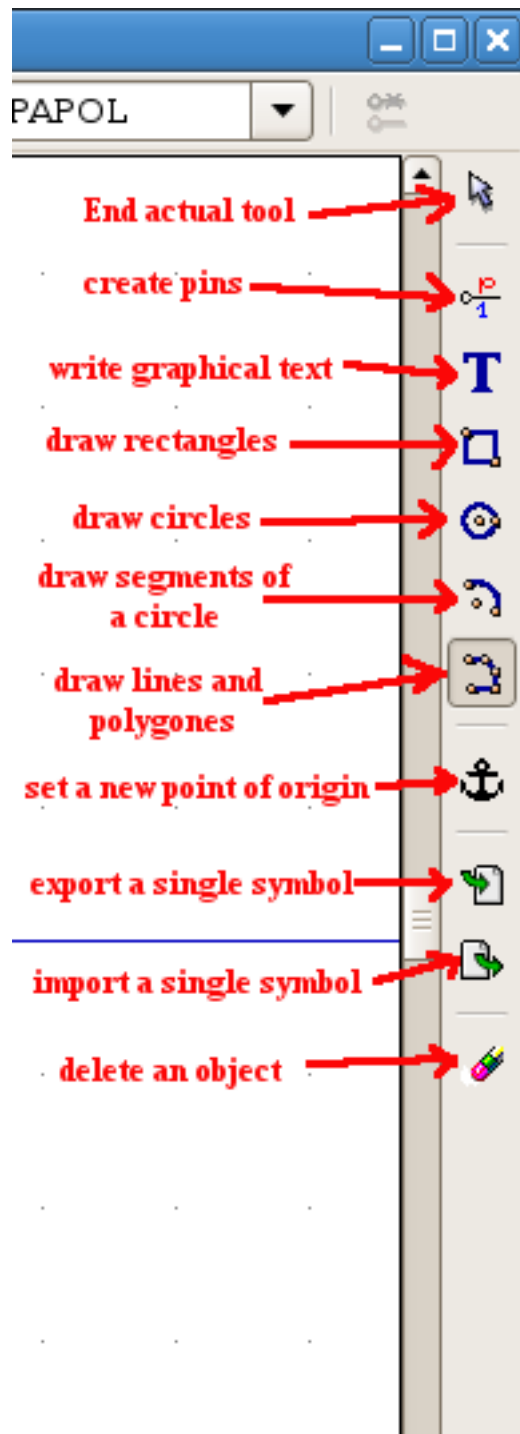 PAPOL
End actual tool
create pins
P
1
write graphical text
T
draw rectangles
draw circles
draw segments of
a circle
draw lines and
polygones
set a new point of origin
export a single symbol
import a single symbol
delete an object